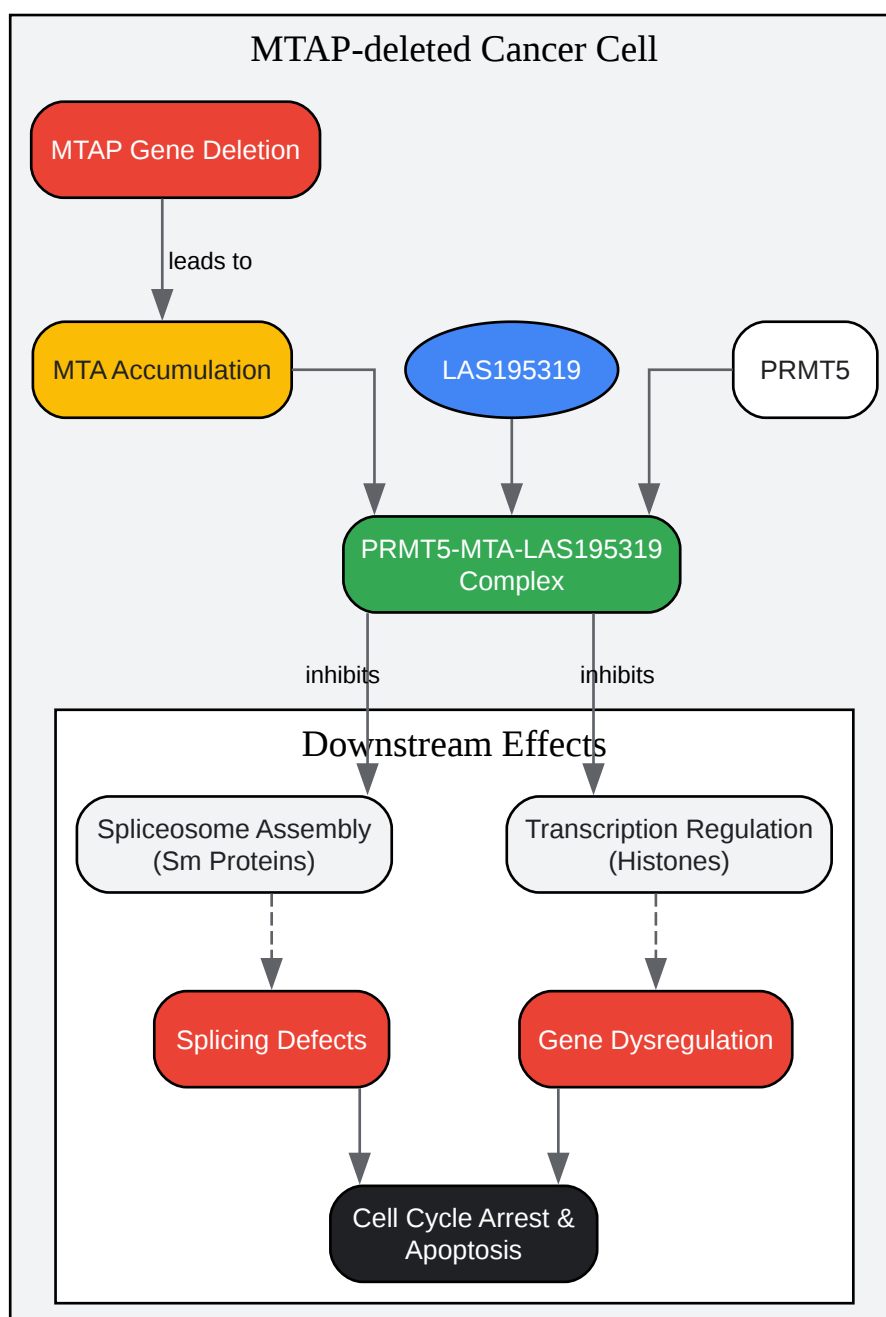 MTAP-deleted Cancer Cell
MTAP Gene Deletion
leads to
MTA Accumulation
LAS195319
PRMT5
PRMT5-MTA-LAS195319
Complex
inhibits
inhibits
Downstream Effects
Spliceosome Assembly
(Sm Proteins)
Transcription Regulation
(Histones)
Splicing Defects
Gene Dysregulation
Cell Cycle Arrest &
Apoptosis